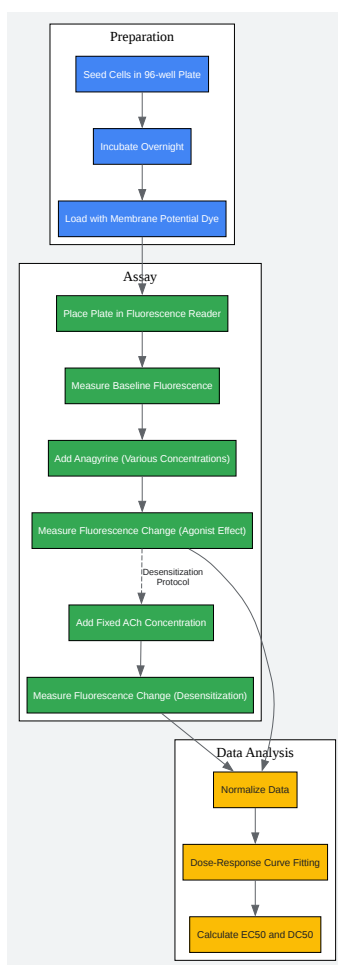 Preparation
Seed Cells in 96-well Plate
Incubate Overnight
Load with Membrane Potential Dye
Assay
Place Plate in Fluorescence Reader
Measure Baseline Fluorescence
Add Anagyrine (Various Concentrations)
Measure Fluorescence Change (Agonist Effect)
Desensitization
Protocol
Add Fixed ACh Concentration
Measure Fluorescence Change (Desensitization)
Data Analysis
Normalize Data
Dose-Response Curve Fitting
Calculate EC50 and DC50